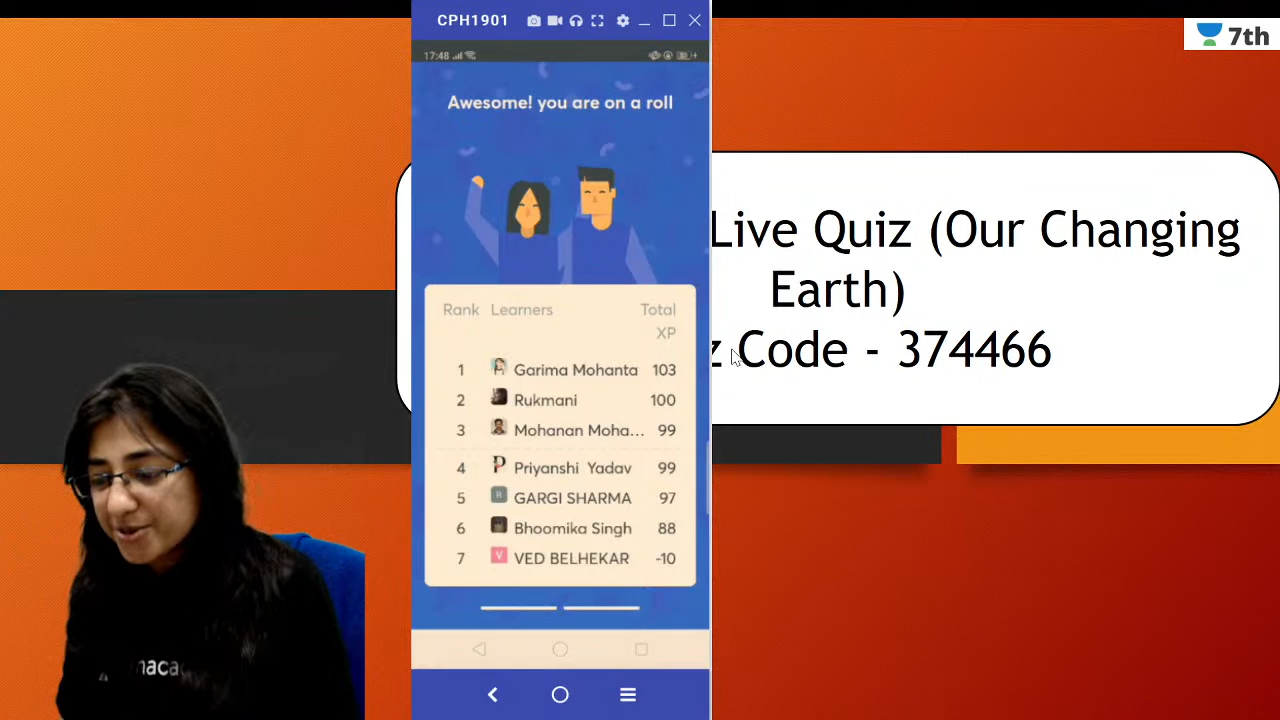 CPH1901
7th
17:48
Awesome! you are on a roll
Live Quiz (Our Changing
Earth)
z Code - 374466
Rank Learners Total
XP
1 Garima Mohanta 103
2 Rukmani 100
3 Mohanan Moha... 99
4 Priyanshi Yadav 99
5 GARGI SHARMA 97
6 Bhoomika Singh 88
7 VED BELHEKAR -10